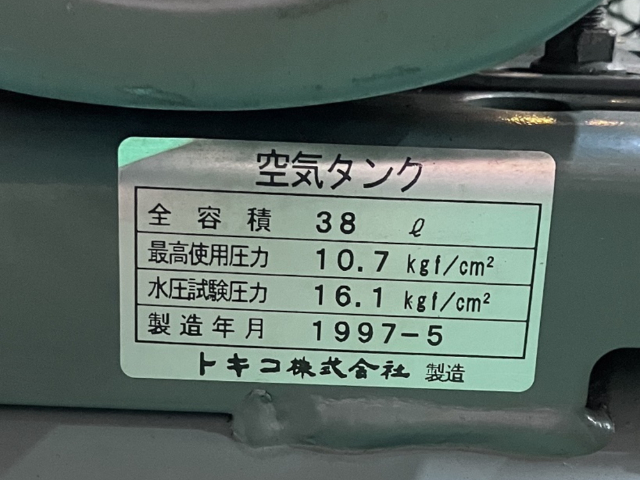 空気タンク
全容積 38 ℓ
最高使用圧力 10.7 kgf/cm²
水圧試験圧力 16.1 kgf/cm²
製造年月 1997-5
トキコ株式会社 製造